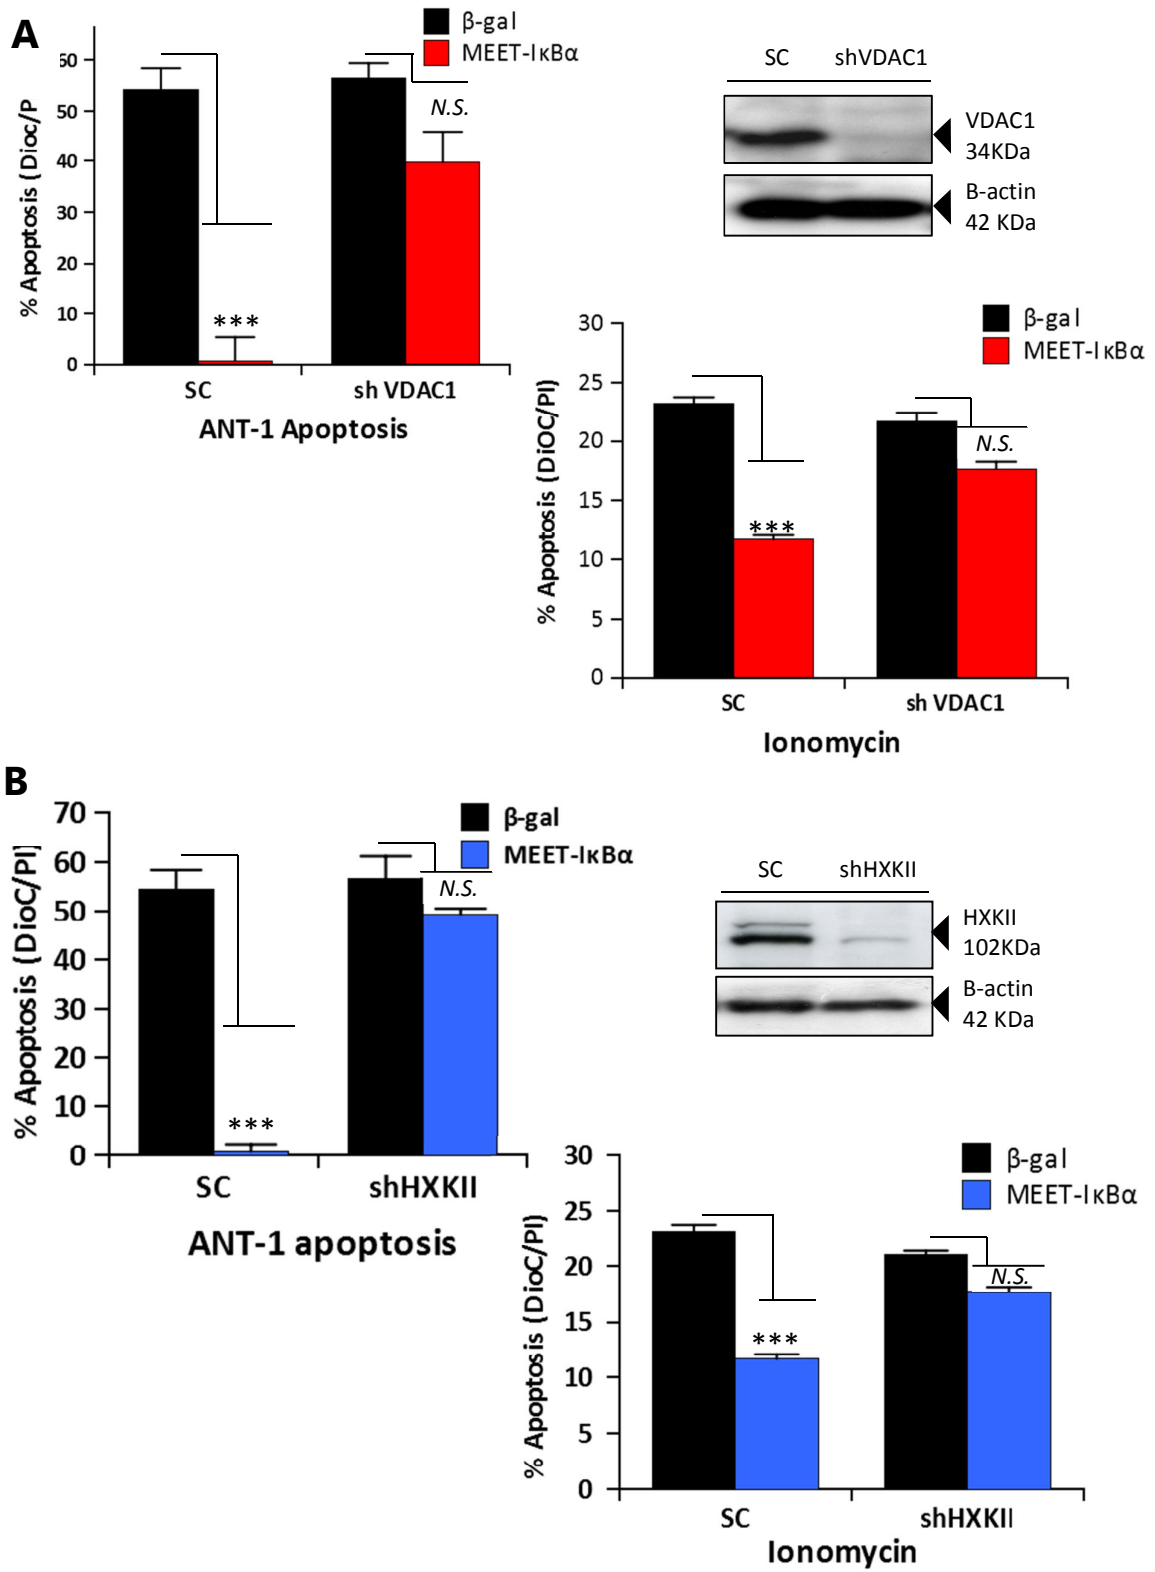 A
β-gal
MEET-IκBα
% Apoptosis (Dioc/P
60
50
40
30
20
10
0
***
N.S.
SC
sh VDAC1
ANT-1 Apoptosis
SC shVDAC1
VDAC1
34KDa
B-actin
42 KDa
β-gal
MEET-IκBα
% Apoptosis (DiOC/PI)
30
25
20
15
10
5
0
***
N.S.
SC
sh VDAC1
Ionomycin
B
β-gal
MEET-IκBα
% Apoptosis (DioC/PI)
70
60
50
40
30
20
10
0
***
N.S.
SC
shHXKII
ANT-1 apoptosis
SC shHXKII
HXKII
102KDa
B-actin
42 KDa
β-gal
MEET-IκBα
% Apoptosis (DioC/PI)
30
25
20
15
10
5
0
***
N.S.
SC
shHXKII
Ionomycin